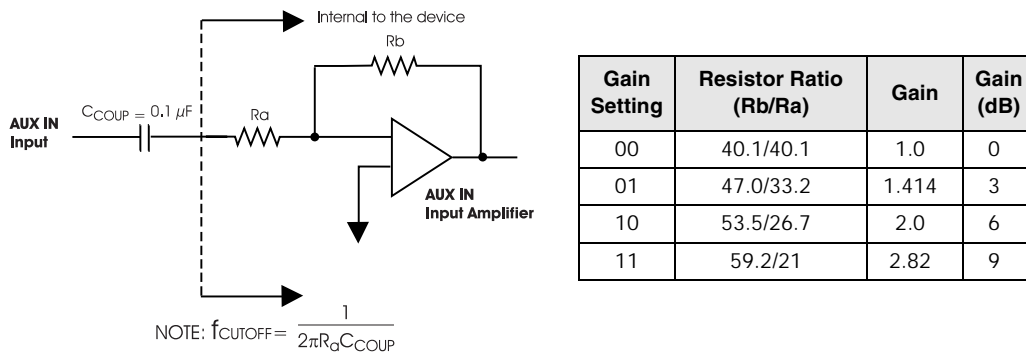 Internal to the device
Rb
CCOUP = 0.1 µF
Ra
AUX IN
Input
AUX IN
Input Amplifier
NOTE: fCUTOFF = 1
2πRaCCOUP
Gain Setting Resistor Ratio (Rb/Ra) Gain Gain (dB)
00 40.1/40.1 1.0 0
01 47.0/33.2 1.414 3
10 53.5/26.7 2.0 6
11 59.2/21 2.82 9